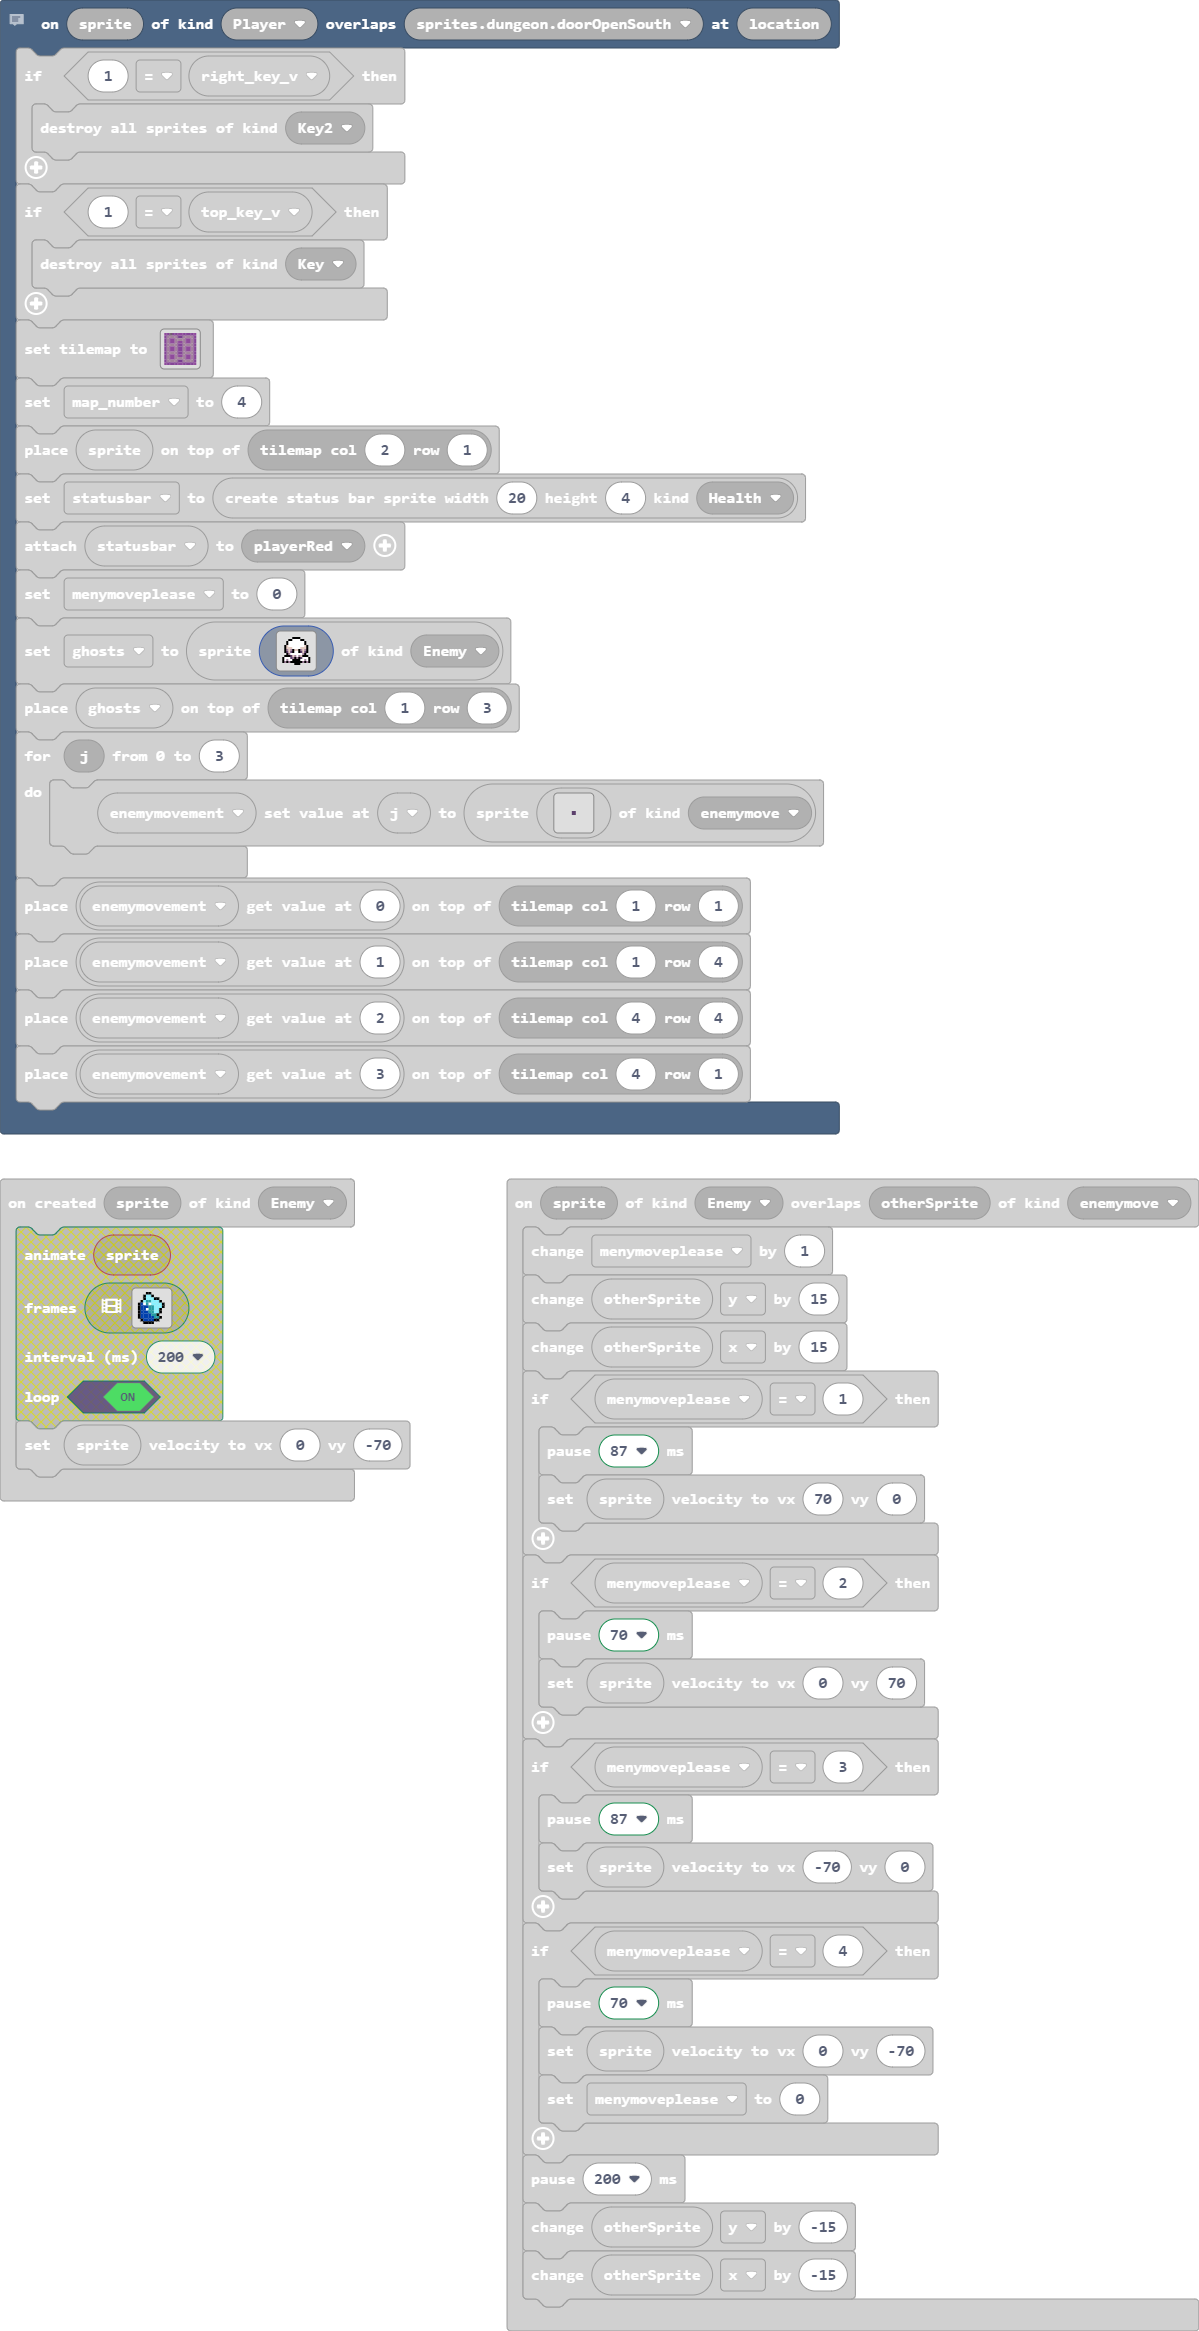 on sprite of kind Player overlaps sprites.dungeon.doorOpenSouth at location
if 1 = right_key_v then
destroy all sprites of kind Key2
if 1 = top_key_v then
destroy all sprites of kind Key
set tilemap to
set map_number to 4
place sprite on top of tilemap col 2 row 1
set statusbar to create status bar sprite width 20 height 4 kind Health
attach statusbar to playerRed
set menymoveplease to 0
set ghosts to sprite of kind Enemy
place ghosts on top of tilemap col 1 row 3
for j from 0 to 3
do
enemymovement set value at j to sprite of kind enemymove
place enemymovement get value at 0 on top of tilemap col 1 row 1
place enemymovement get value at 1 on top of tilemap col 1 row 4
place enemymovement get value at 2 on top of tilemap col 4 row 4
place enemymovement get value at 3 on top of tilemap col 4 row 1
on created sprite of kind Enemy
animate sprite
frames
interval (ms) 200
loop ON
set sprite velocity to vx 0 vy -70
on sprite of kind Enemy overlaps otherSprite of kind enemymove
change menymoveplease by 1
change otherSprite y by 15
change otherSprite x by 15
if menymoveplease = 1 then
pause 87 ms
set sprite velocity to vx 70 vy 0
if menymoveplease = 2 then
pause 70 ms
set sprite velocity to vx 0 vy 70
if menymoveplease = 3 then
pause 87 ms
set sprite velocity to vx -70 vy 0
if menymoveplease = 4 then
pause 70 ms
set sprite velocity to vx 0 vy -70
set menymoveplease to 0
pause 200 ms
change otherSprite y by -15
change otherSprite x by -15